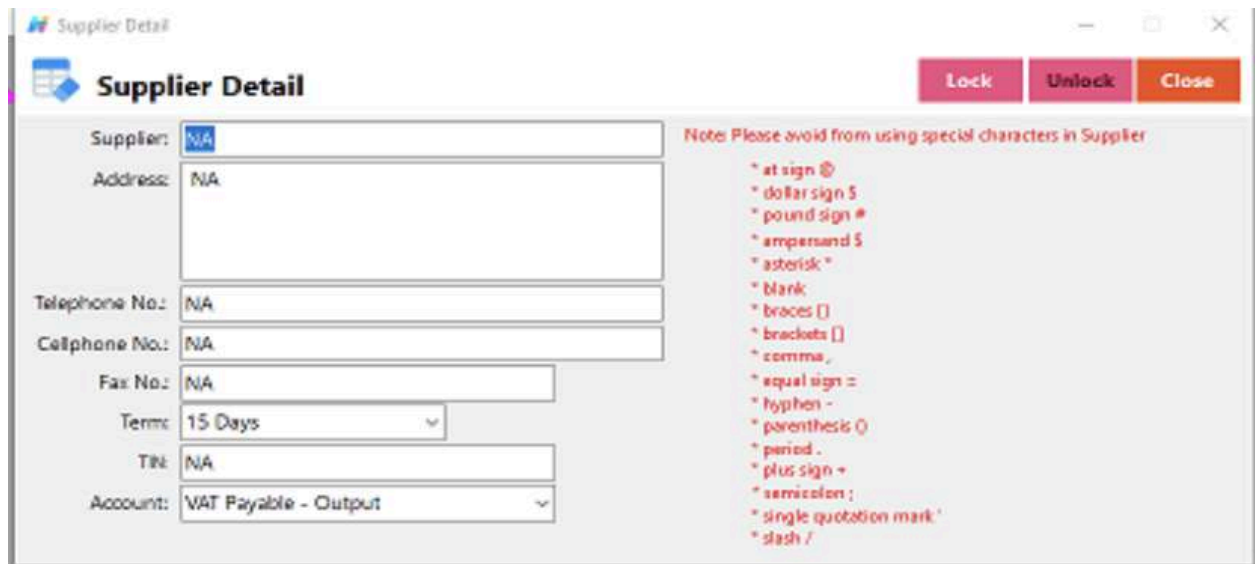 Supplier Detail
Supplier Detail
Lock Unlock Close
Supplier: NA
Address: NA
Telephone No.: NA
Cellphone No.: NA
Fax No.: NA
Term: 15 Days
TIN: NA
Account: VAT Payable - Output
Note: Please avoid from using special characters in Supplier
* at sign @
* dollar sign $
* pound sign #
* ampersand $
* asterisk *
* blank
* braces {}
* brackets []
* comma ,
* equal sign =
* hyphen -
* parenthesis ()
* period .
* plus sign +
* semicolon ;
* single quotation mark '
* slash /